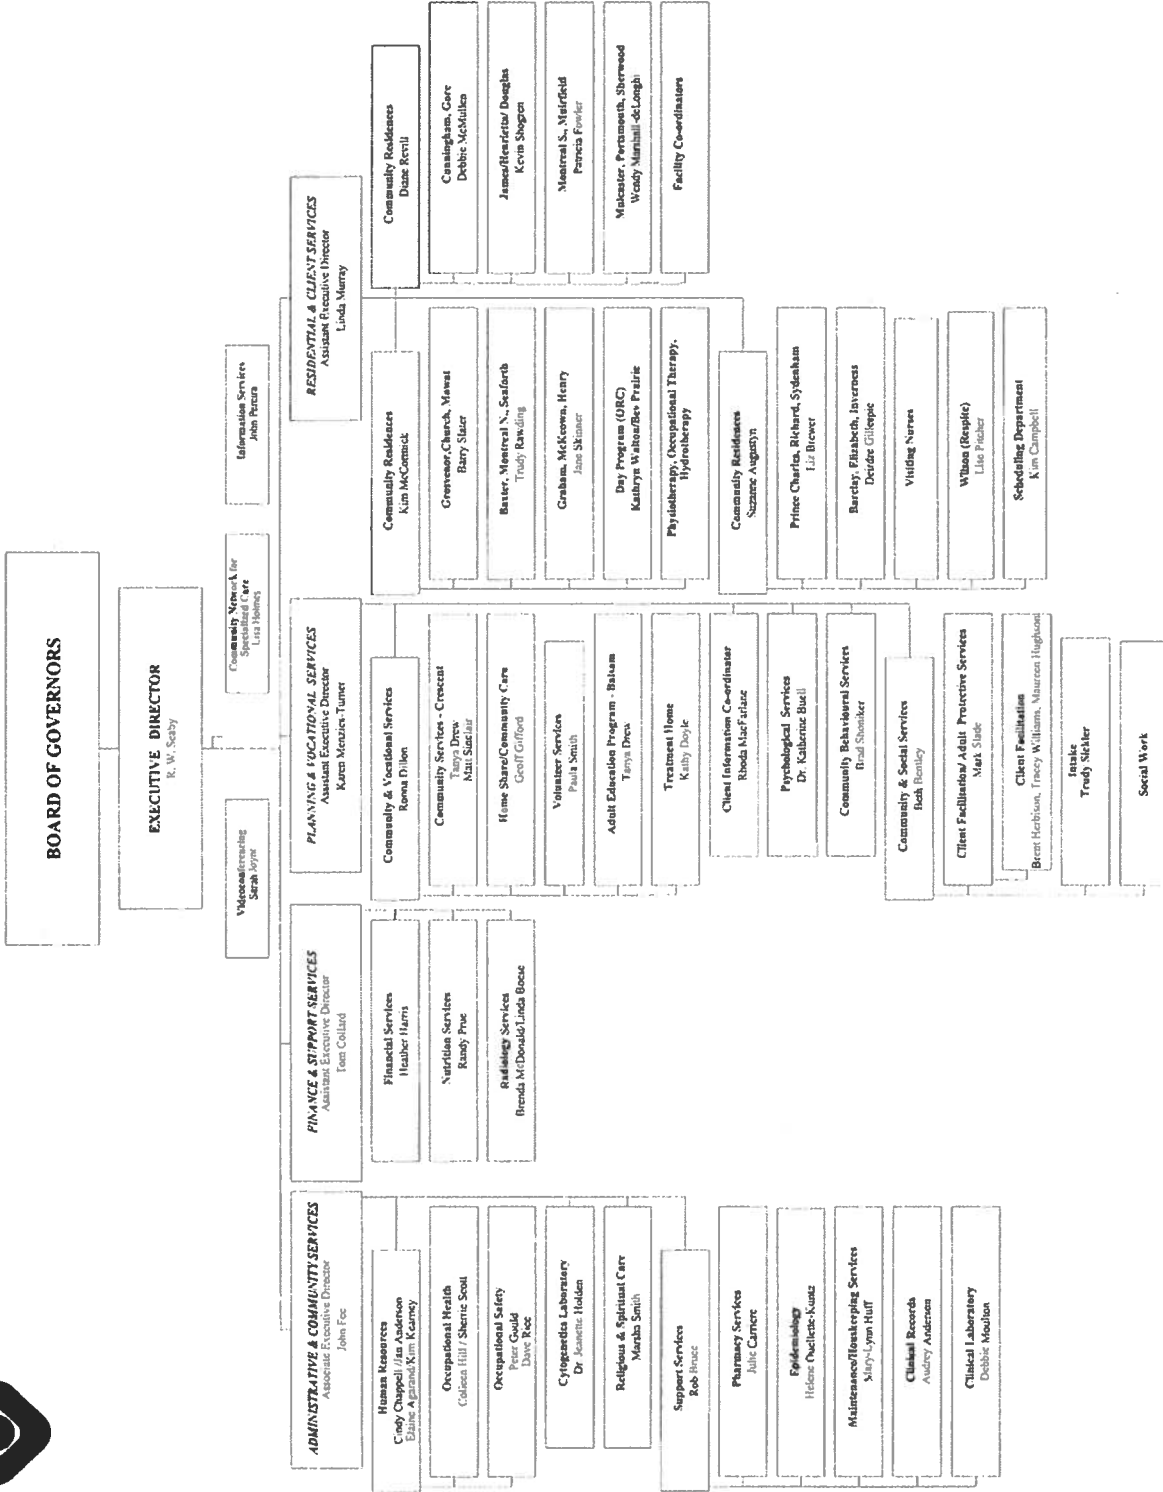 BOARD OF GOVERNORS
EXECUTIVE DIRECTOR
R. W. Seaby
Videoconferencing
Sarah Joynt
Community Network for
Specialized Care
Lisa Holmes
Information Services
John Pereira
ADMINISTRATIVE & COMMUNITY SERVICES
Associate Executive Director
John Fee
Human Resources
Cindy Chappell /Jan Anderson
Elaine Agarand/Kim Kearney
Occupational Health
Colleen Hill / Sherrie Scott
Occupational Safety
Peter Gould
Dave Rice
Cytogenetics Laboratory
Dr. Jeanette Holden
Religious & Spiritual Care
Marsha Smith
Support Services
Rob Bruce
Pharmacy Services
Julie Carriere
Epidemiology
Helene Ouellette-Kuntz
Maintenance/Houskeeping Services
Mary-Lynn Huff
Clinical Records
Audrey Anderson
Clinical Laboratory
Debbie Moulton
FINANCE & SUPPORT SERVICES
Assistant Executive Director
Tom Collard
Financial Services
Heather Harris
Nutrition Services
Randy Prue
Radiology Services
Brenda McDonald/Linda Boese
PLANNING & VOCATIONAL SERVICES
Assistant Executive Director
Karen Menzies-Turner
Community & Vocational Services
Ronna Dillon
Community Services - Crescent
Tanya Drew
Matt Sinclair
Home Share/Community Care
Geoff Gifford
Volunteer Services
Paula Smith
Adult Education Program - Balsam
Tanya Drew
Treatment Home
Kathy Doyle
Client Information Co-ordinator
Rhoda MacFarlane
Psychological Services
Dr. Katherine Buell
Community Behavioural Services
Brad Shoniker
Community & Social Services
Beth Bentley
Client Facilitation/ Adult Protective Services
Mark Slade
Client Facilitation
Brent Herbison, Tracey Williams, Maureen Hughson
Intake
Trudy Sickler
Social Work
RESIDENTIAL & CLIENT SERVICES
Assistant Executive Director
Linda Murray
Community Residences
Kim McCormick
Grosvenor, Church, Mowat
Barry Slater
Baxter, Montreal N., Seaforth
Trudy Rawding
Graham, McKeown, Henry
Jane Skinner
Day Program (ORC)
Kathryn Walton/Bev Prairie
Physiotherapy, Occupational Therapy,
Hydrotherapy
Community Residences
Suzanne Augustyn
Prince Charles, Richard, Sydenham
Liz Brewer
Barclay, Elizabeth, Inverness
Deirdre Gillespie
Visiting Nurses
Wilson (Respite)
Lise Pitcher
Scheduling Department
Kim Campbell
Community Residences
Diane Revill
Cunningham, Gore
Debbie McMullen
James/Henrietta/ Douglas
Kevin Shogren
Montreal S., Muirfield
Patricia Fowler
Mulcaster, Portsmouth, Sherwood
Wendy Marshall-deLonghi
Facility Co-ordinators